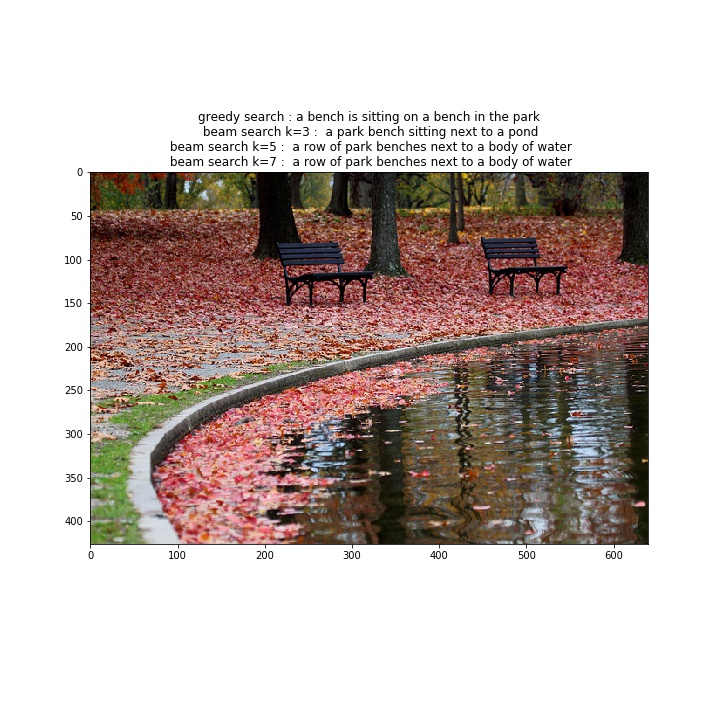 greedy search : a bench is sitting on a bench in the park
beam search k=3 :  a park bench sitting next to a pond
beam search k=5 :  a row of park benches next to a body of water
beam search k=7 :  a row of park benches next to a body of water
0
50
100
150
200
250
300
350
400
0 100 200 300 400 500 600